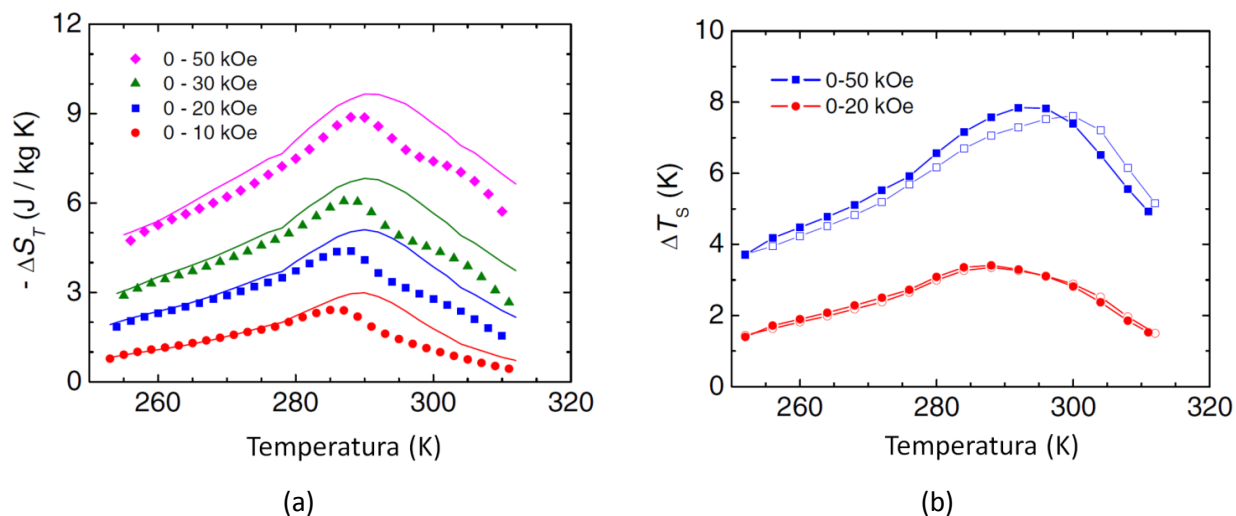 12
9
6
3
0
- ΔS_T (J / kg K)
0 - 50 kOe
0 - 30 kOe
0 - 20 kOe
0 - 10 kOe
260 280 300 320
Temperatura (K)
(a)
10
8
6
4
2
0
ΔT_S (K)
0-50 kOe
0-20 kOe
260 280 300 320
Temperatura (K)
(b)